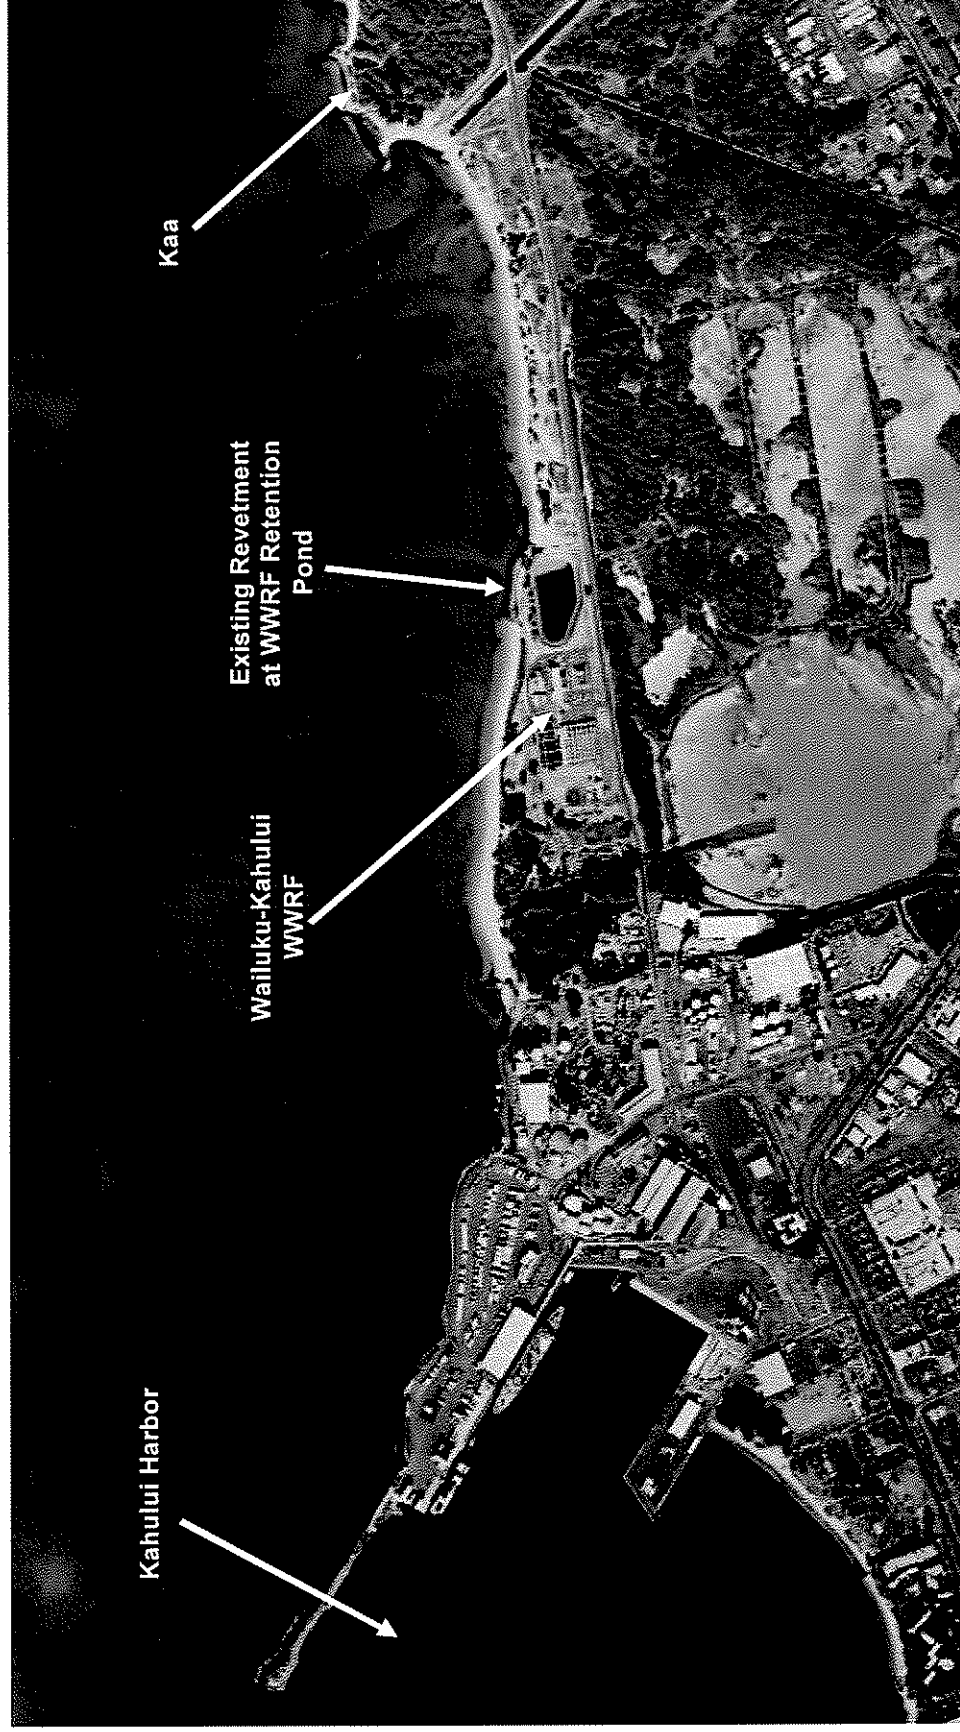 Kahului Harbor
Wailuku-Kahului
WWRF
Existing Revetment
at WWRF Retention
Pond
Kaa